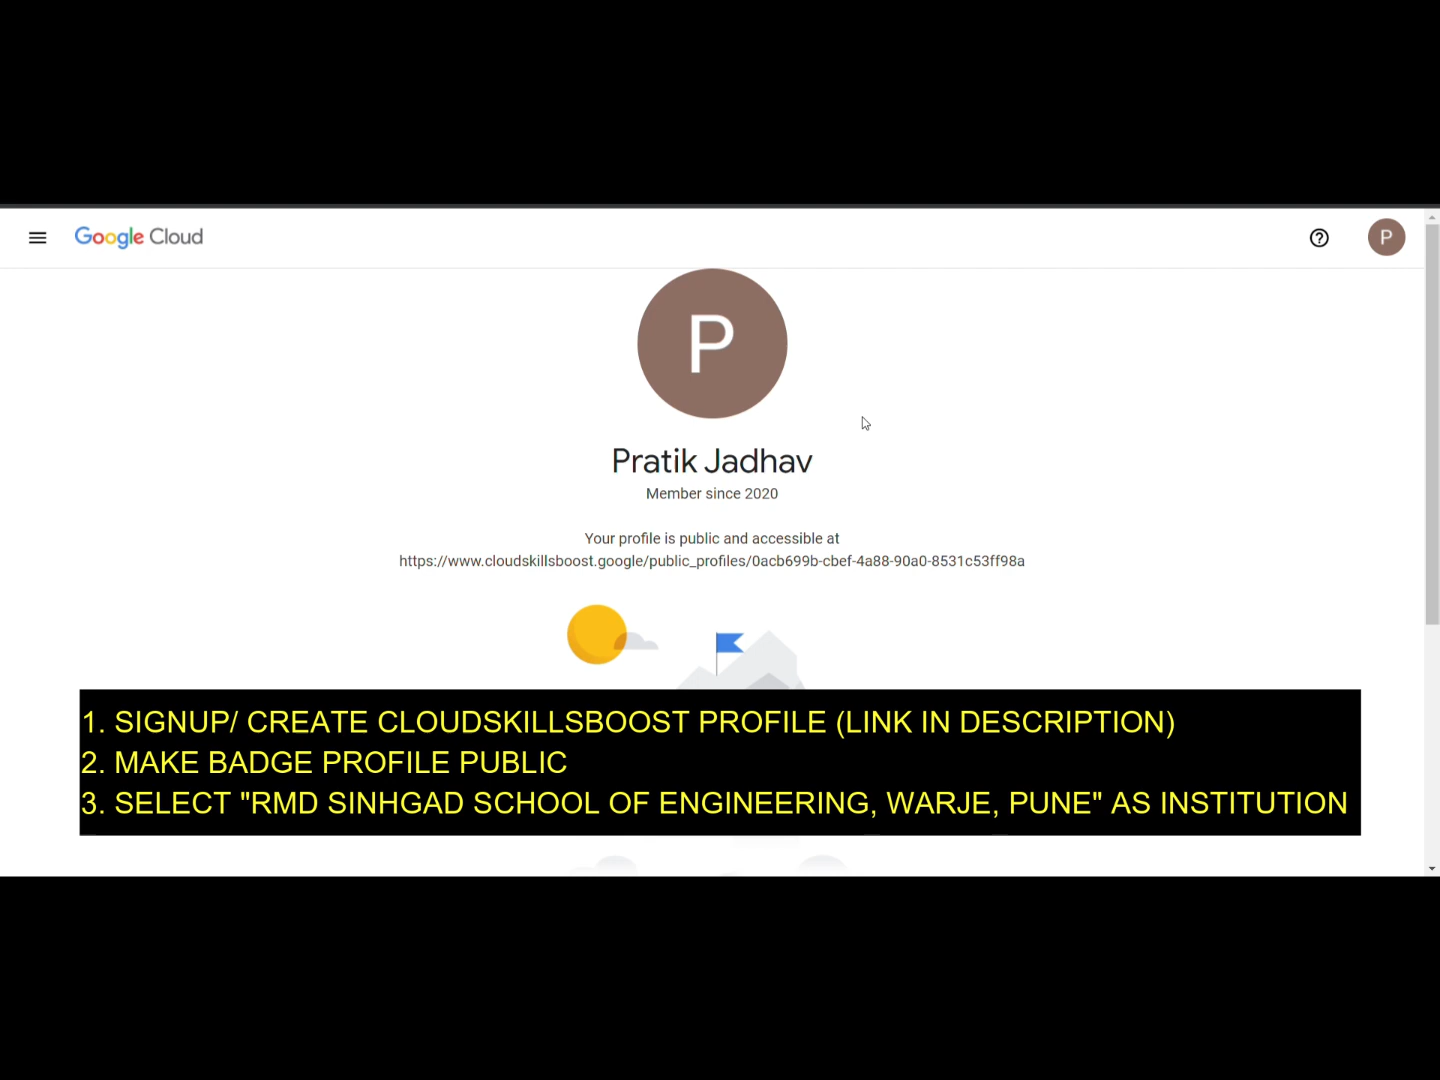 Google Cloud
P
P
Pratik Jadhav
Member since 2020
Your profile is public and accessible at
https://www.cloudskillsboost.google/public_profiles/0acb699b-cbef-4a88-90a0-8531c53ff98a
1. SIGNUP/ CREATE CLOUDSKILLSBOOST PROFILE (LINK IN DESCRIPTION)
2. MAKE BADGE PROFILE PUBLIC
3. SELECT "RMD SINHGAD SCHOOL OF ENGINEERING, WARJE, PUNE" AS INSTITUTION